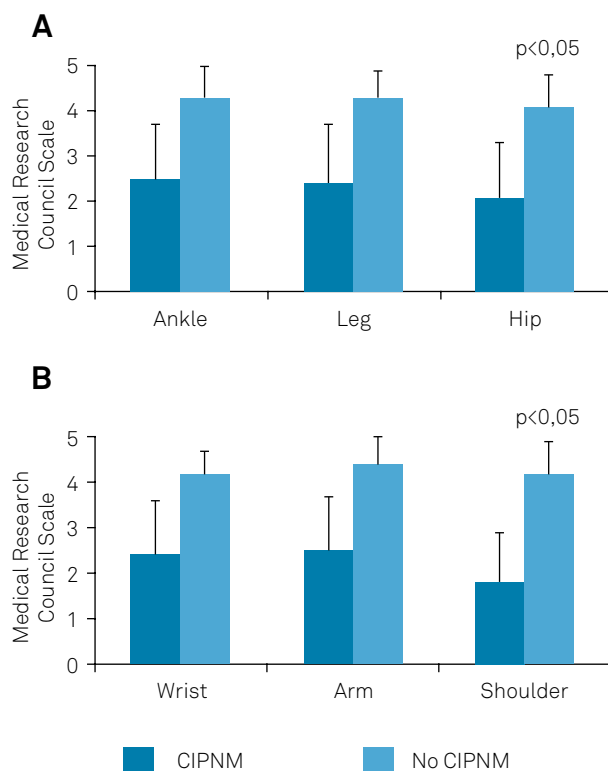 A
p<0,05
Medical Research
Council Scale
5
4
3
2
1
0
Ankle Leg Hip
B
p<0,05
Medical Research
Council Scale
5
4
3
2
1
0
Wrist Arm Shoulder
CIPNM No CIPNM